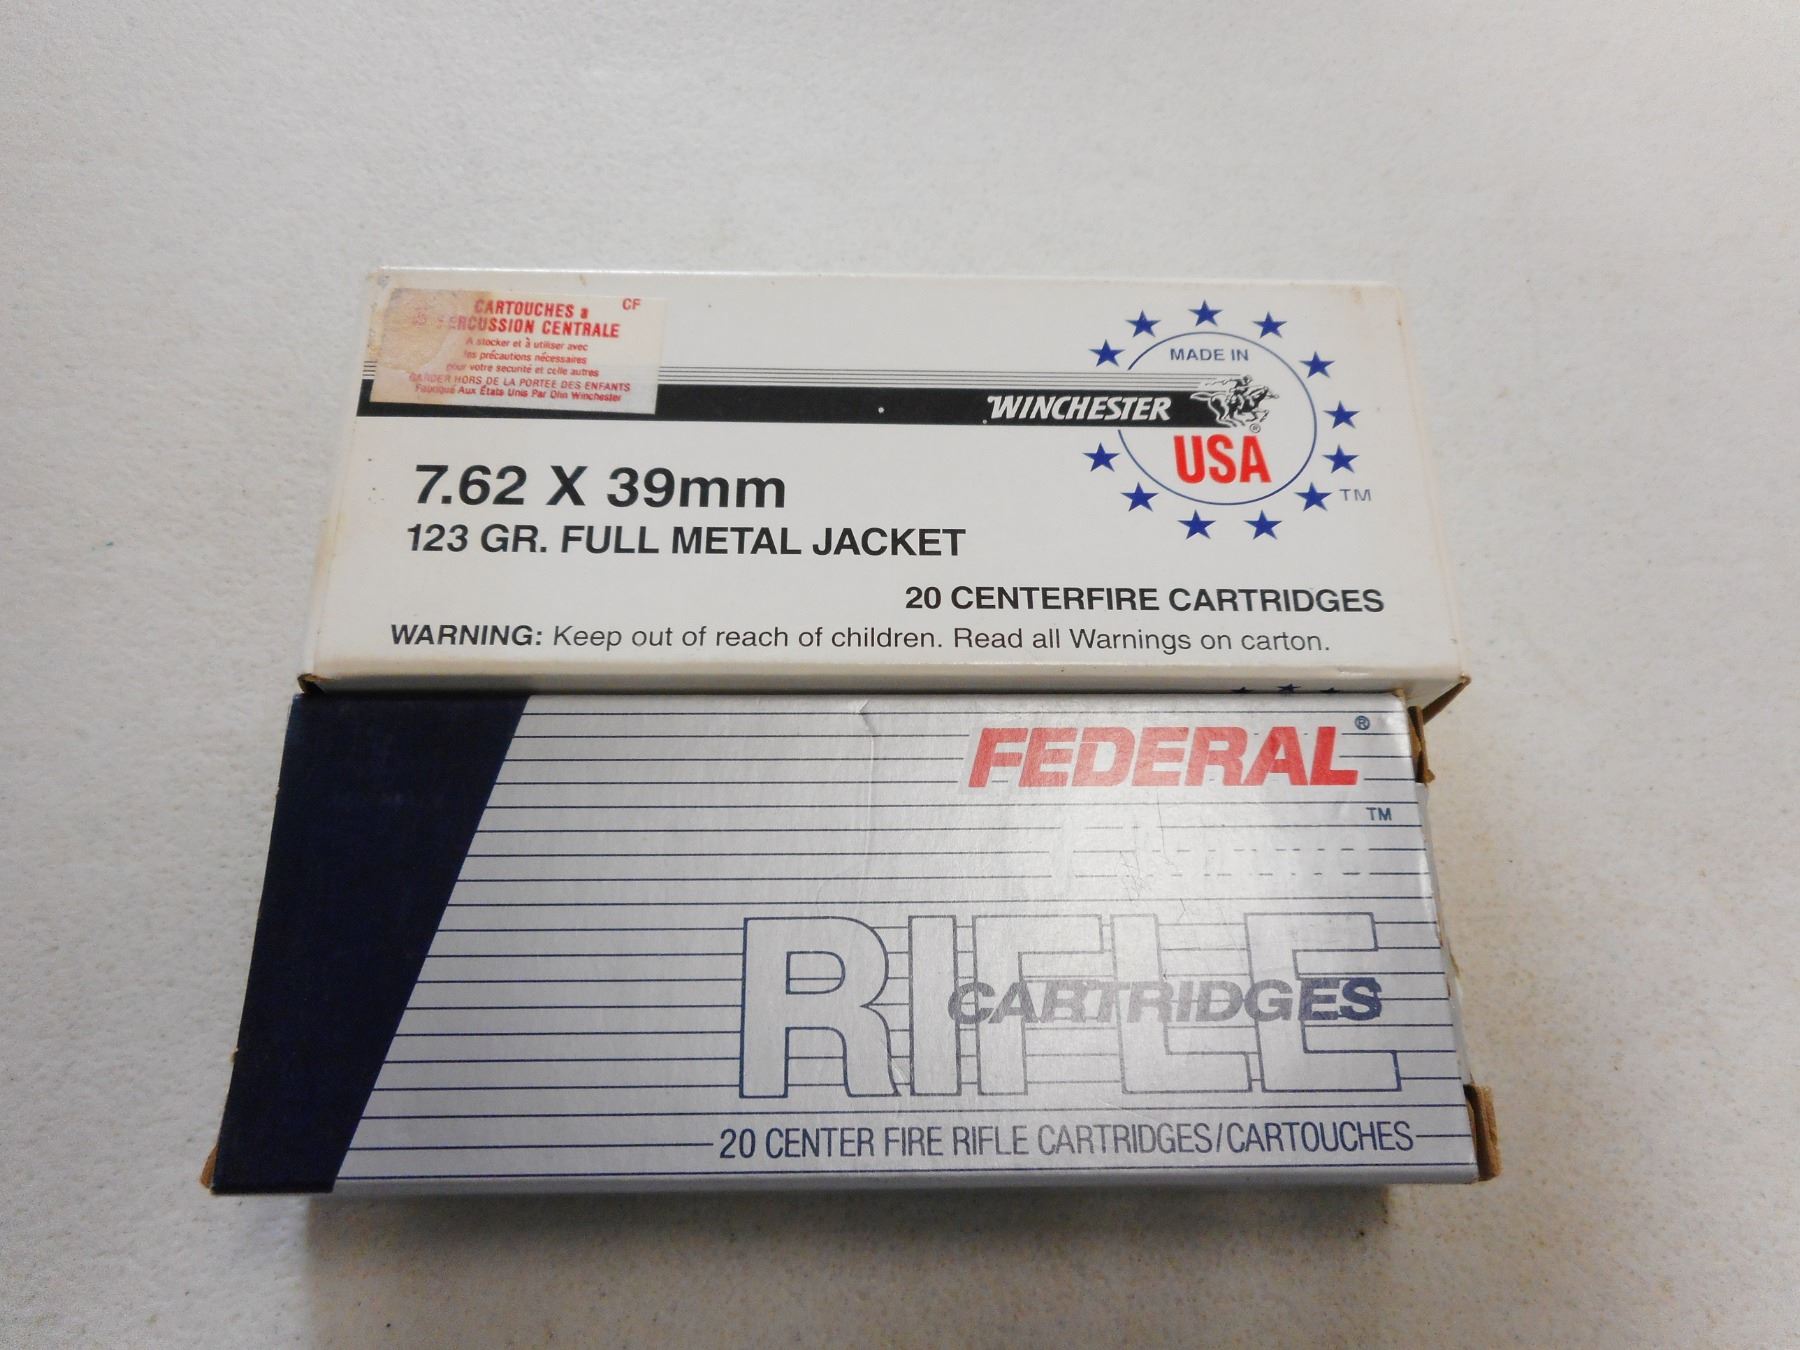 CARTOUCHES a CF
PERCUSSION CENTRALE
A stocker et à utiliser avec
les précautions nécessaires
pour votre securité et celle autres
GARDER HORS DE LA PORTEE DES ENFANTS
Fabriqué Aux États Unis Par Olin Winchester
MADE IN
WINCHESTER ®
USA
TM
7.62 X 39mm
123 GR. FULL METAL JACKET
20 CENTERFIRE CARTRIDGES
WARNING: Keep out of reach of children. Read all Warnings on carton.
FEDERAL ®
TM
RIFLE
CARTRIDGES
20 CENTER FIRE RIFLE CARTRIDGES/CARTOUCHES